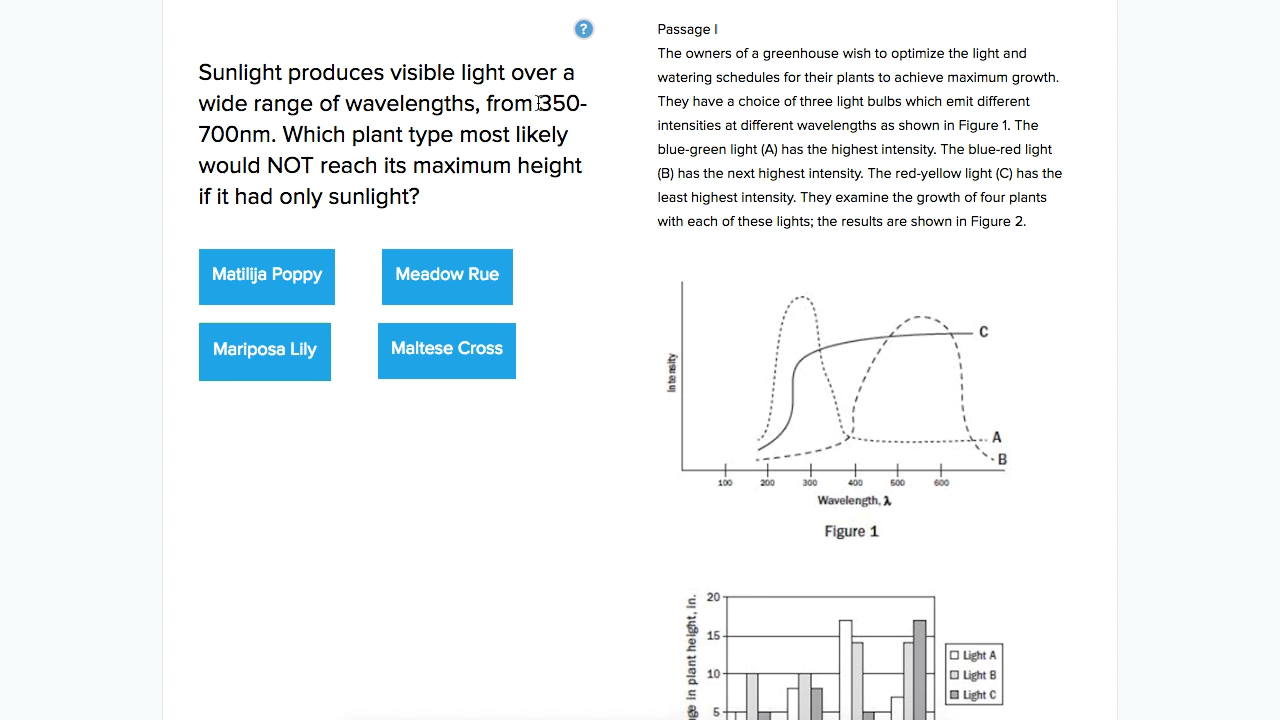 ?
Sunlight produces visible light over a
wide range of wavelengths, from 350-
700nm. Which plant type most likely
would NOT reach its maximum height
if it had only sunlight?
Matilija Poppy
Meadow Rue
Mariposa Lily
Maltese Cross
Passage I
The owners of a greenhouse wish to optimize the light and
watering schedules for their plants to achieve maximum growth.
They have a choice of three light bulbs which emit different
intensities at different wavelengths as shown in Figure 1. The
blue-green light (A) has the highest intensity. The blue-red light
(B) has the next highest intensity. The red-yellow light (C) has the
least highest intensity. They examine the growth of four plants
with each of these lights; the results are shown in Figure 2.
Intensity
C
A
B
100 200 300 400 500 600
Wavelength, λ
Figure 1
ge in plant height, in.
20
15
10
5
Light A
Light B
Light C